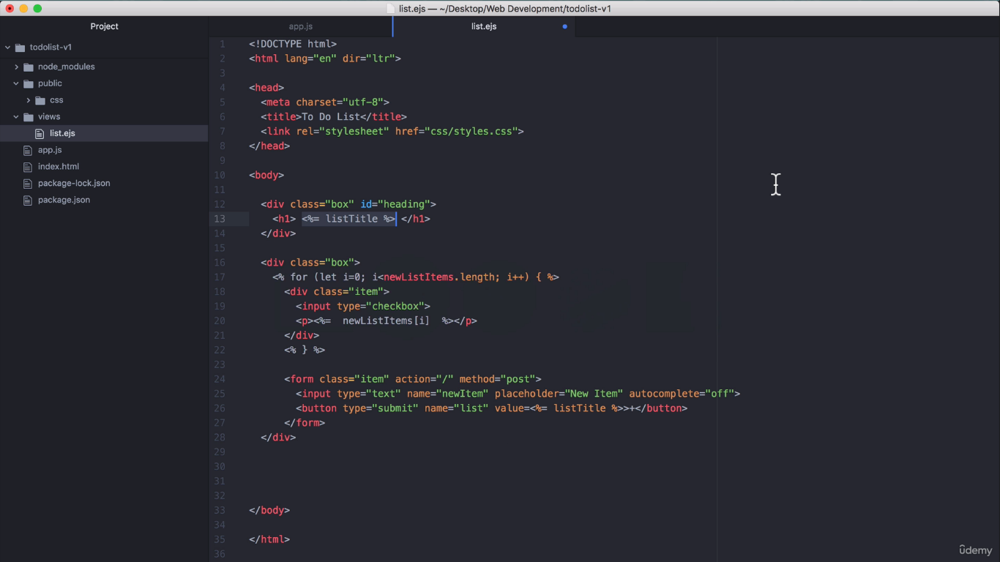 list.ejs — ~/Desktop/Web Development/todolist-v1
Project
app.js
list.ejs
todolist-v1
node_modules
public
css
views
list.ejs
app.js
index.html
package-lock.json
package.json
1 <!DOCTYPE html>
2 <html lang="en" dir="ltr">
3
4 <head>
5 <meta charset="utf-8">
6 <title>To Do List</title>
7 <link rel="stylesheet" href="css/styles.css">
8 </head>
9
10 <body>
11
12 <div class="box" id="heading">
13 <h1> <%= listTitle %> </h1>
14 </div>
15
16 <div class="box">
17 <% for (let i=0; i<newListItems.length; i++) { %>
18 <div class="item">
19 <input type="checkbox">
20 <p><%=  newListItems[i]  %></p>
21 </div>
22 <% } %>
23
24 <form class="item" action="/" method="post">
25 <input type="text" name="newItem" placeholder="New Item" autocomplete="off">
26 <button type="submit" name="list" value=<%= listTitle %>>+</button>
27 </form>
28 </div>
29
30
31
32
33 </body>
34
35 </html>
36
ûdemy